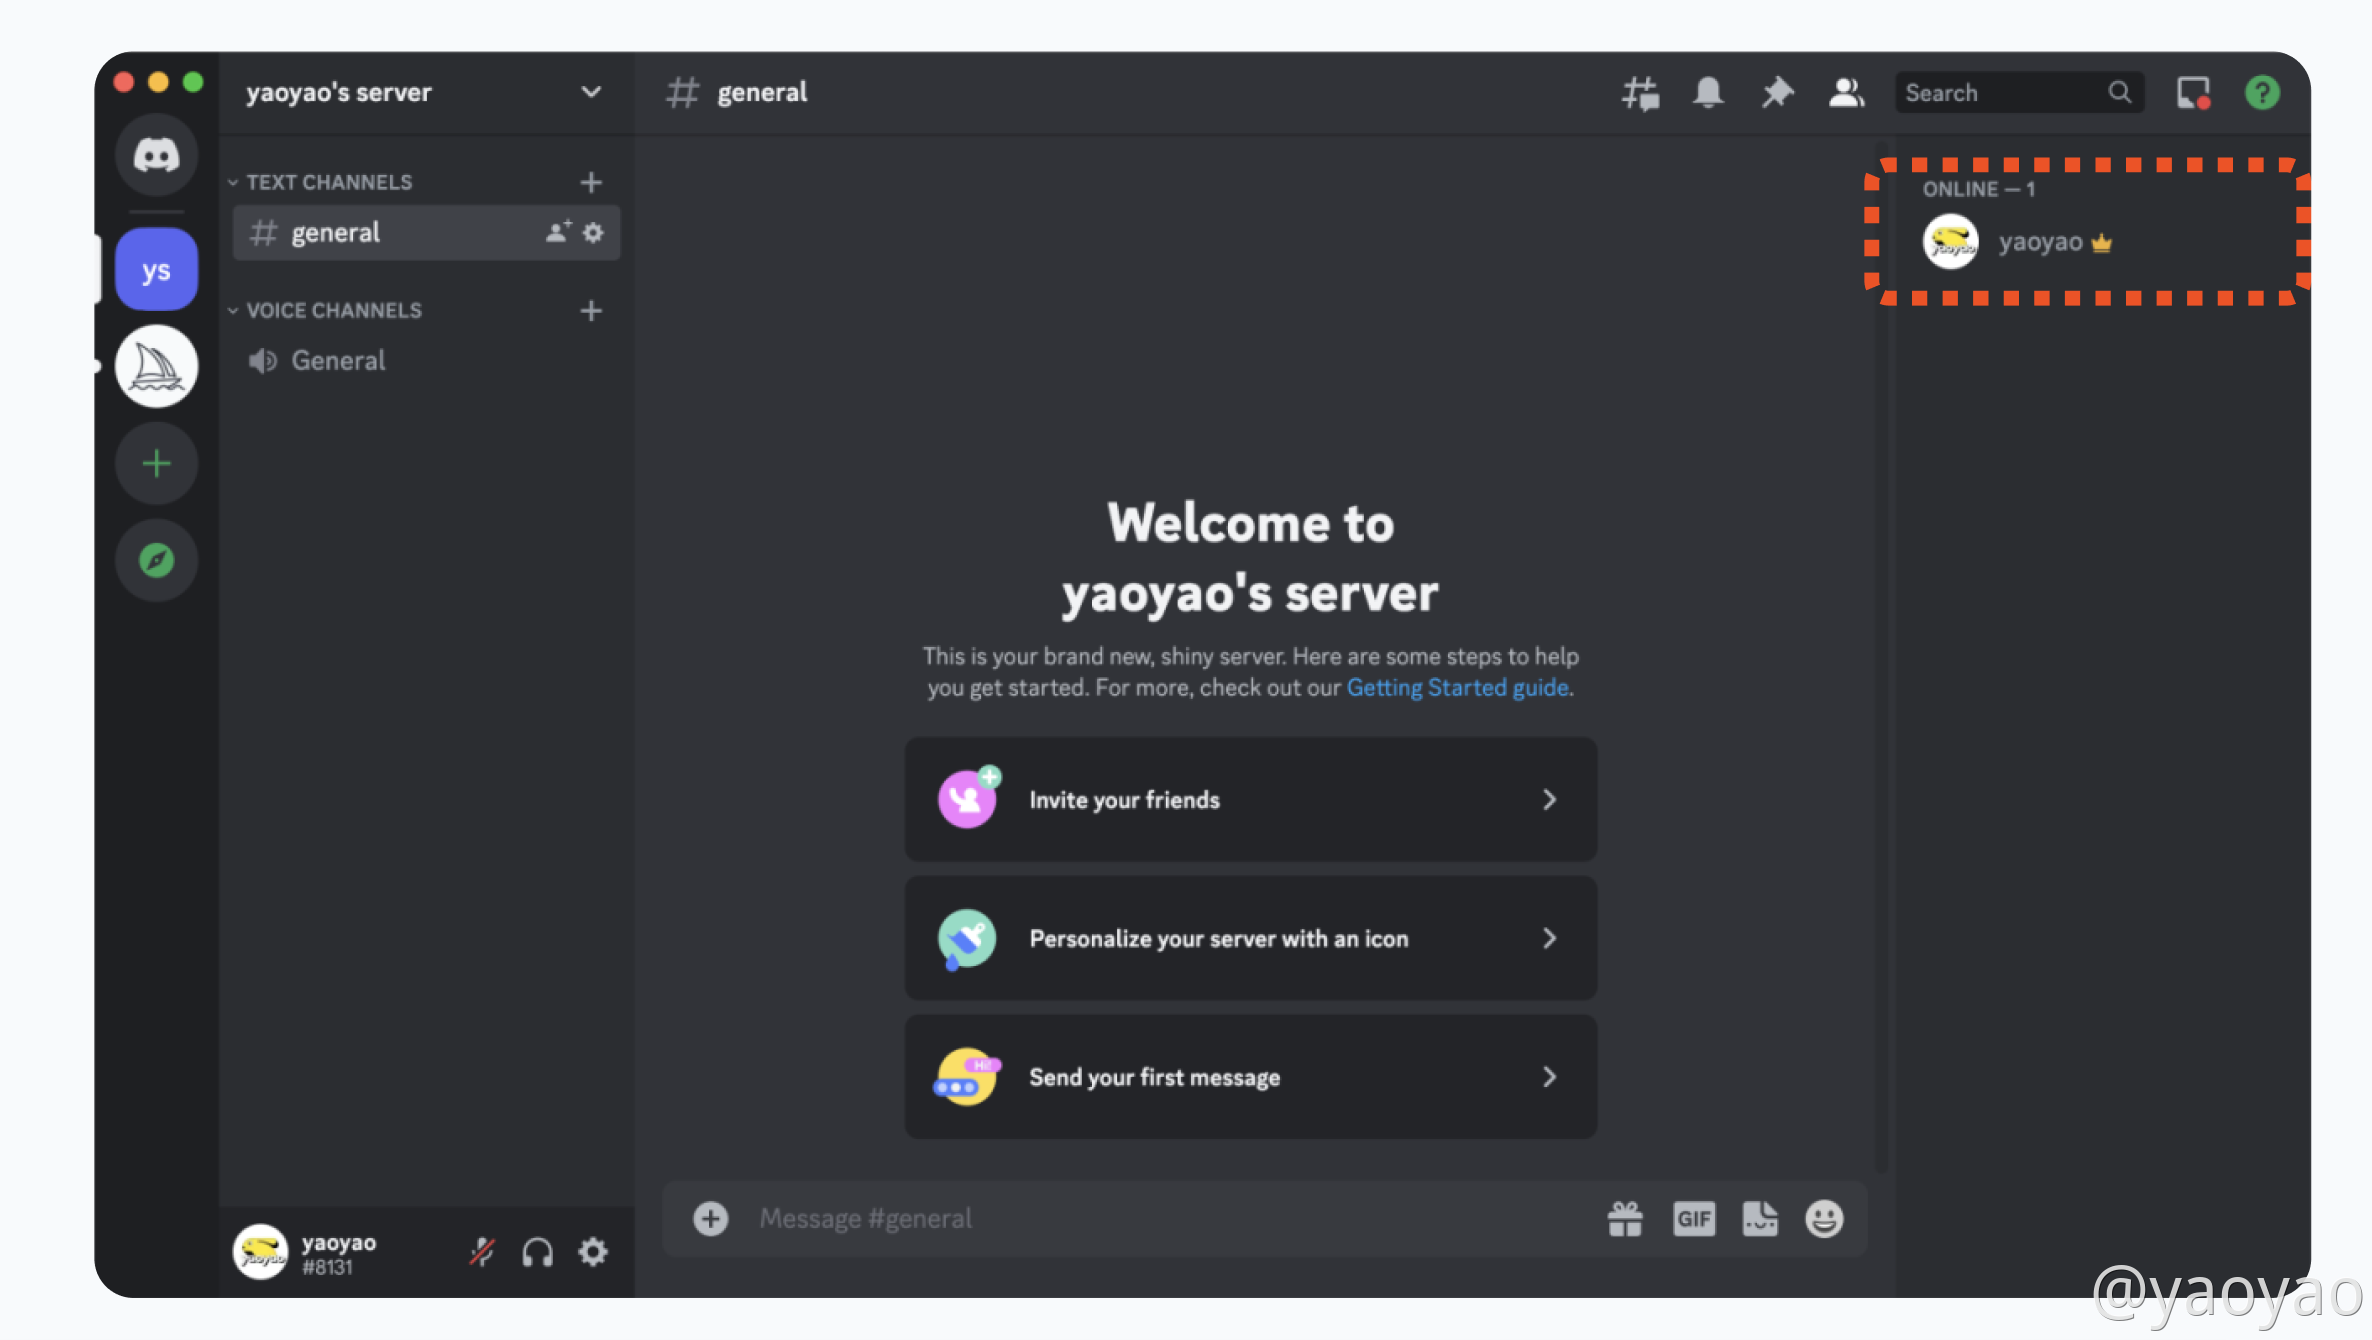 yaoyao's server
general
Search
?
TEXT CHANNELS
general
ys
VOICE CHANNELS
General
ONLINE — 1
yaoyao
yaoyao
Welcome to
yaoyao's server
This is your brand new, shiny server. Here are some steps to help
you get started. For more, check out our Getting Started guide.
Invite your friends
Personalize your server with an icon
Hi!
Send your first message
Message #general
GIF
yaoyao
yaoyao
#8131
@yaoyao